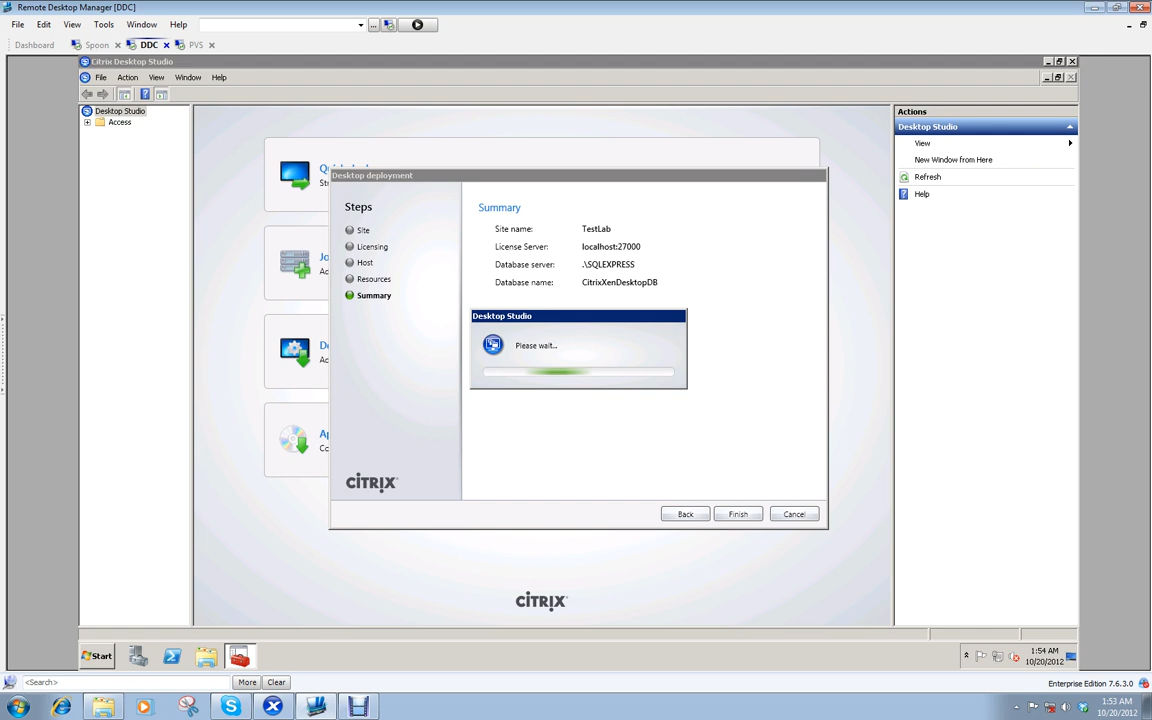 Remote Desktop Manager [DDC]
File Edit View Tools Window Help
...
Dashboard Spoon DDC PVS
Citrix Desktop Studio
File Action View Window Help
Desktop Studio
Access
Actions
Desktop Studio
View
New Window from Here
Refresh
Help
Desktop deployment
Steps
Site
Licensing
Host
Resources
Summary
CITRIX
Summary
Site name: TestLab
License Server: localhost:27000
Database server: .\SQLEXPRESS
Database name: CitrixXenDesktopDB
Desktop Studio
Please wait...
Back Finish Cancel
CITRIX
Start
1:54 AM
10/20/2012
<Search> More Clear
Enterprise Edition 7.6.3.0
1:53 AM
10/20/2012